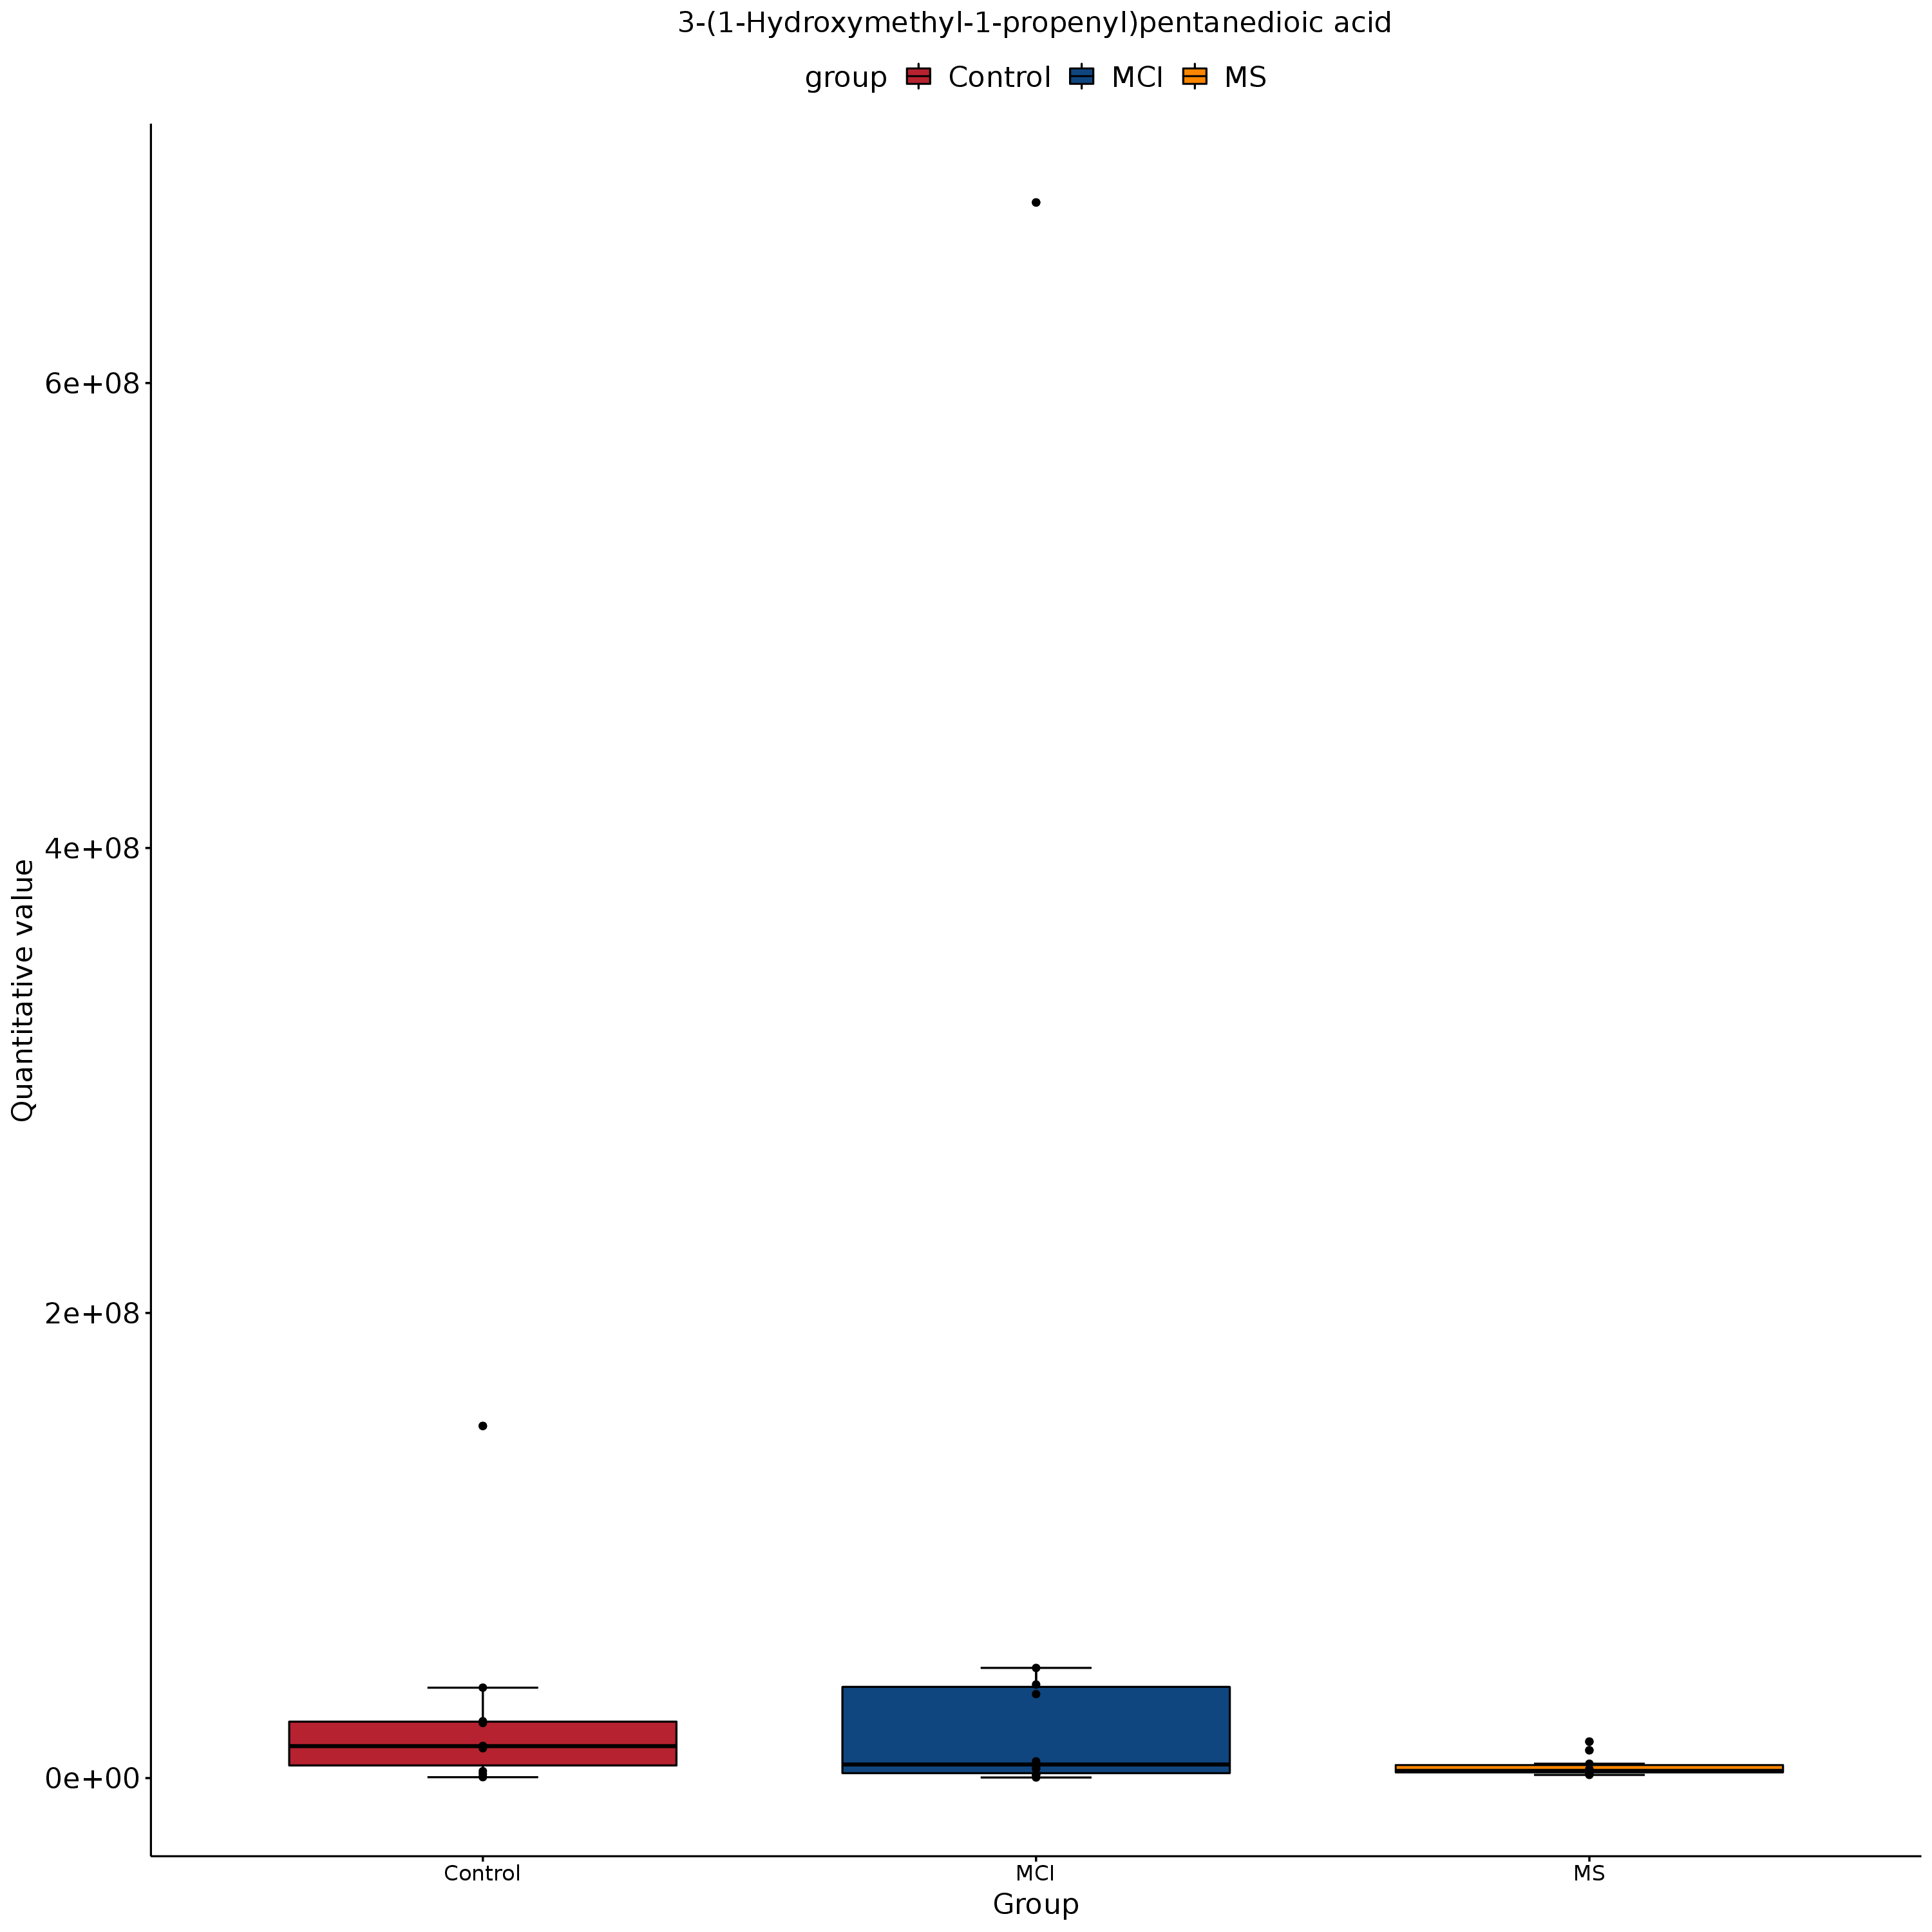 3-(1-Hydroxymethyl-1-propenyl)pentanedioic acid
group Control MCI MS
6e+08
4e+08
2e+08
0e+00
Quantitative value
Control MCI MS
Group